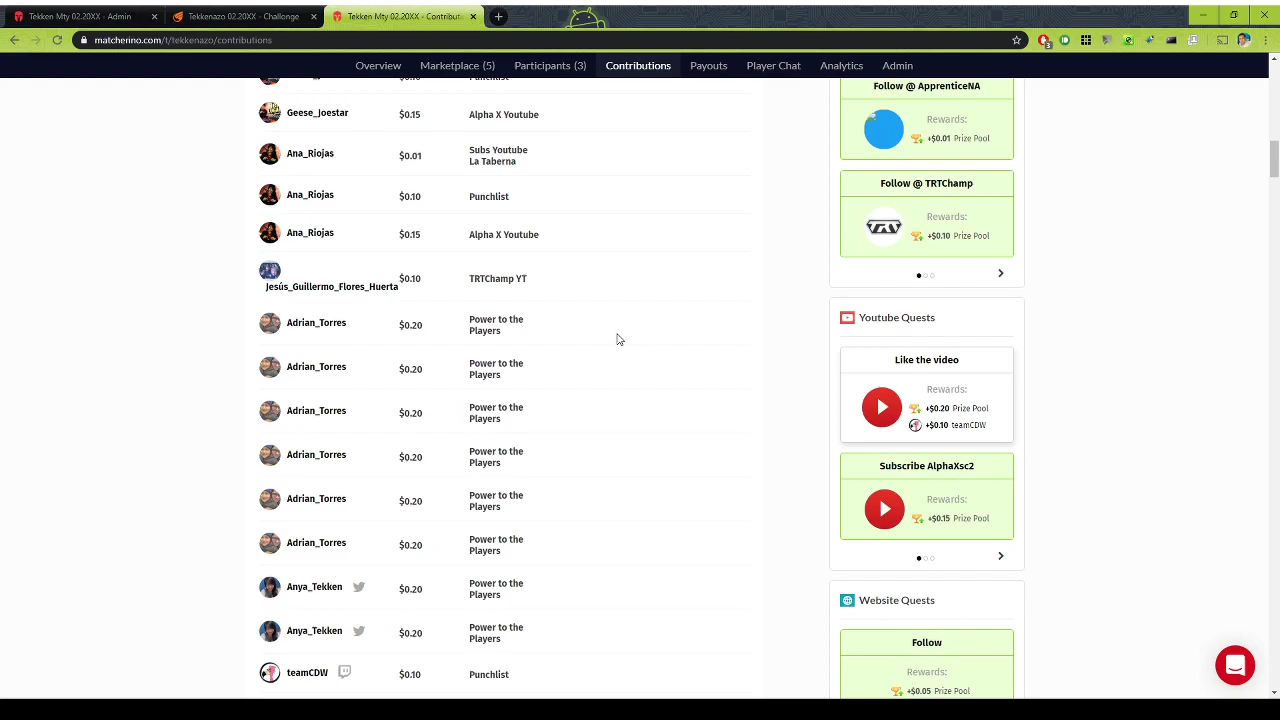 Tekken Mty 02.20XX - Admin
Tekkenazo 02.20XX - Challonge
Tekken Mty 02.20XX - Contribut
matcherino.com/t/tekkenazo/contributions
3
Overview Marketplace (5) Participants (3) Contributions Payouts Player Chat Analytics Admin
Punchlist
Geese_Joestar $0.15 Alpha X Youtube
Ana_Riojas $0.01 Subs Youtube
La Taberna
Ana_Riojas $0.10 Punchlist
Ana_Riojas $0.15 Alpha X Youtube
Jesús_Guillermo_Flores_Huerta $0.10 TRTChamp YT
Adrian_Torres $0.20 Power to the
Players
Adrian_Torres $0.20 Power to the
Players
Adrian_Torres $0.20 Power to the
Players
Adrian_Torres $0.20 Power to the
Players
Adrian_Torres $0.20 Power to the
Players
Adrian_Torres $0.20 Power to the
Players
Anya_Tekken $0.20 Power to the
Players
Anya_Tekken $0.20 Power to the
Players
teamCDW $0.10 Punchlist
Follow @ ApprenticeNA
Rewards:
+$0.01 Prize Pool
Follow @ TRTChamp
Rewards:
+$0.10 Prize Pool
Youtube Quests
Like the video
Rewards:
+$0.20 Prize Pool
+$0.10 teamCDW
Subscribe AlphaXsc2
Rewards:
+$0.15 Prize Pool
Website Quests
Follow
Rewards:
+$0.05 Prize Pool